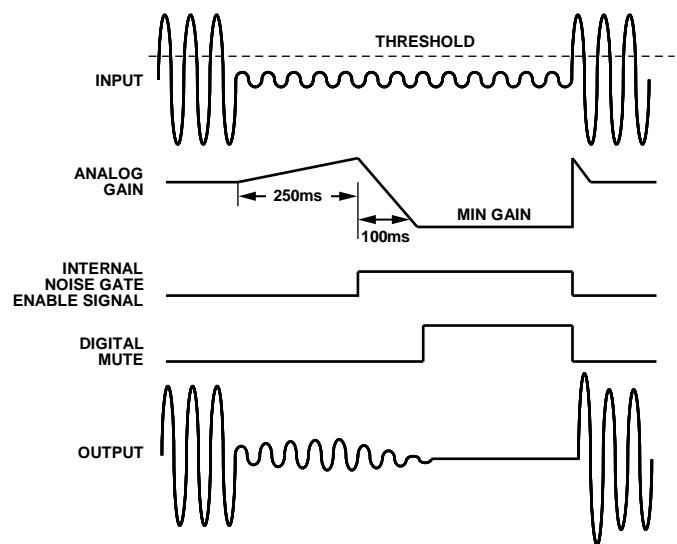 THRESHOLD
INPUT
ANALOG
GAIN
250ms
100ms
MIN GAIN
INTERNAL
NOISE GATE
ENABLE SIGNAL
DIGITAL
MUTE
OUTPUT